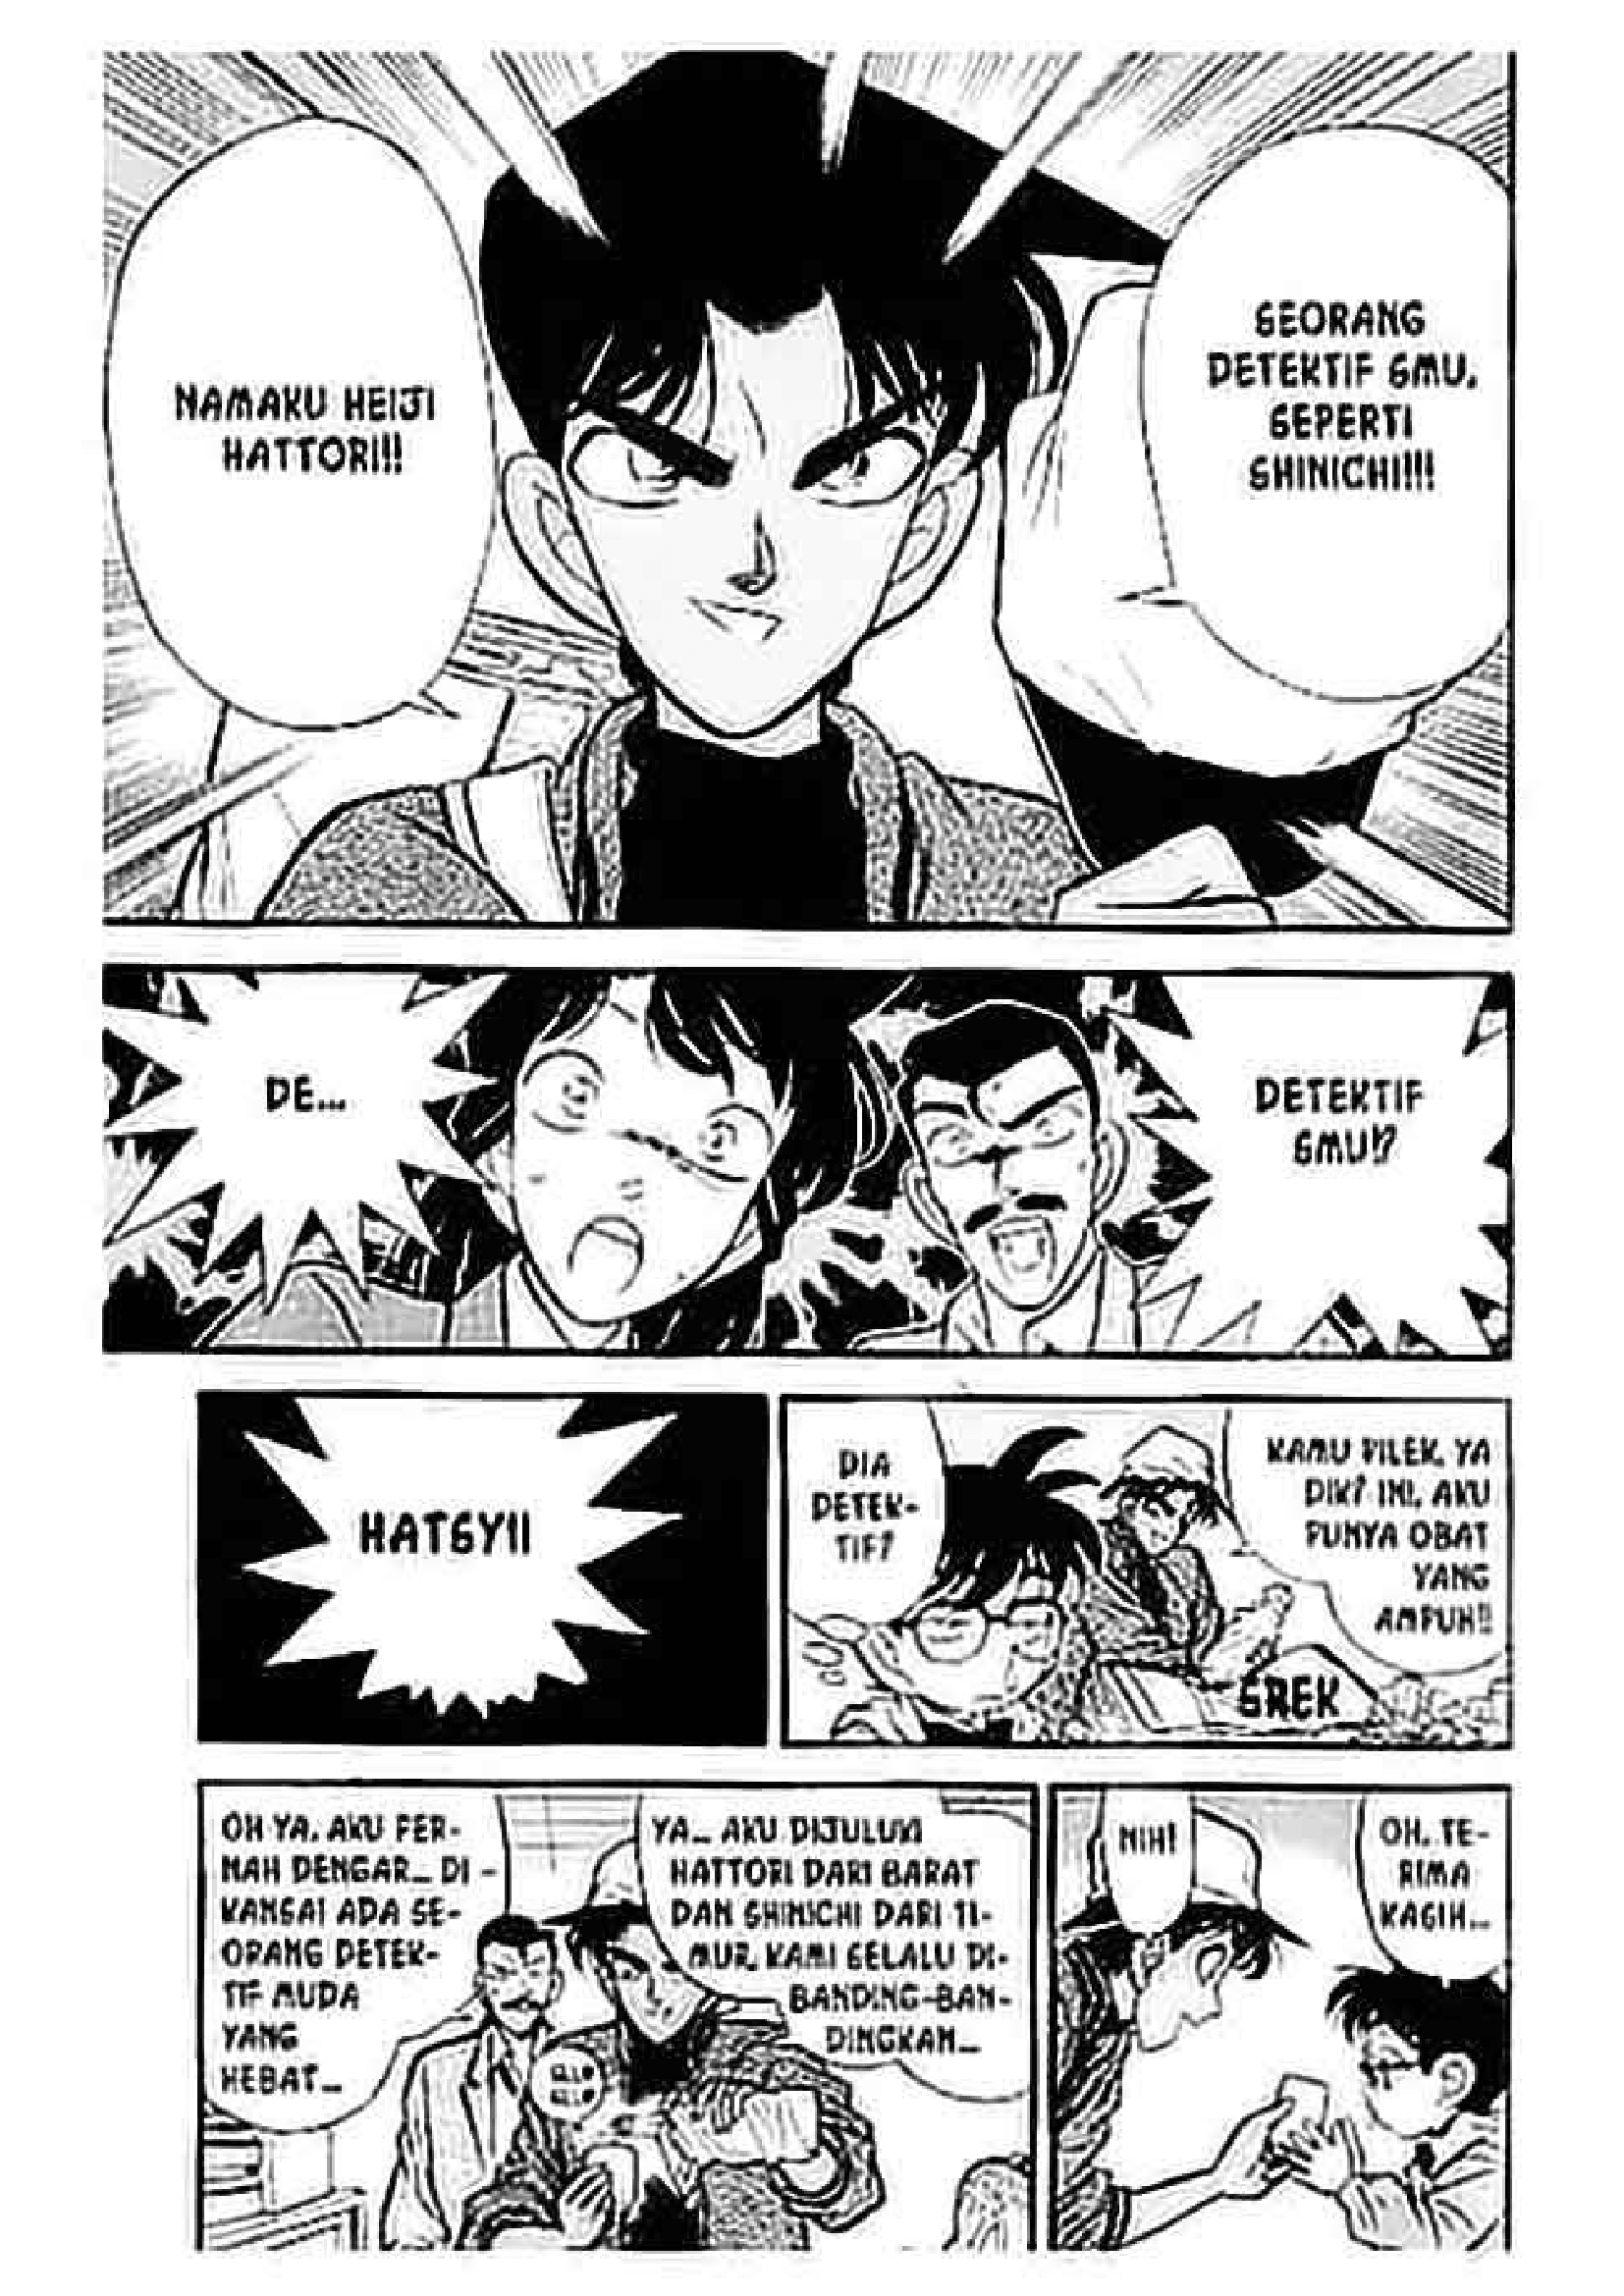 SEORANG
DETEKTIF SMU,
SEPERTI
SHINICHI!!!
NAMAKU HEIJI
HATTORI!!
DETEKTIF
SMU!?
DE...
KAMU PILEK, YA
DIK? INI, AKU
PUNYA OBAT
YANG
AMPUH!!
DIA
DETEK-
TIF?
SREK
HATSYII
OH, TE-
RIMA
KASIH...
NIH!
YA... AKU DIJULUKI
HATTORI DARI BARAT
DAN SHINICHI DARI TI-
MUR. KAMI SELALU DI-
BANDING-BAN-
DINGKAN...
OH YA, AKU PER-
NAH DENGAR... DI -
KANSAI ADA SE-
ORANG DETEK-
TIF MUDA
YANG
HEBAT...